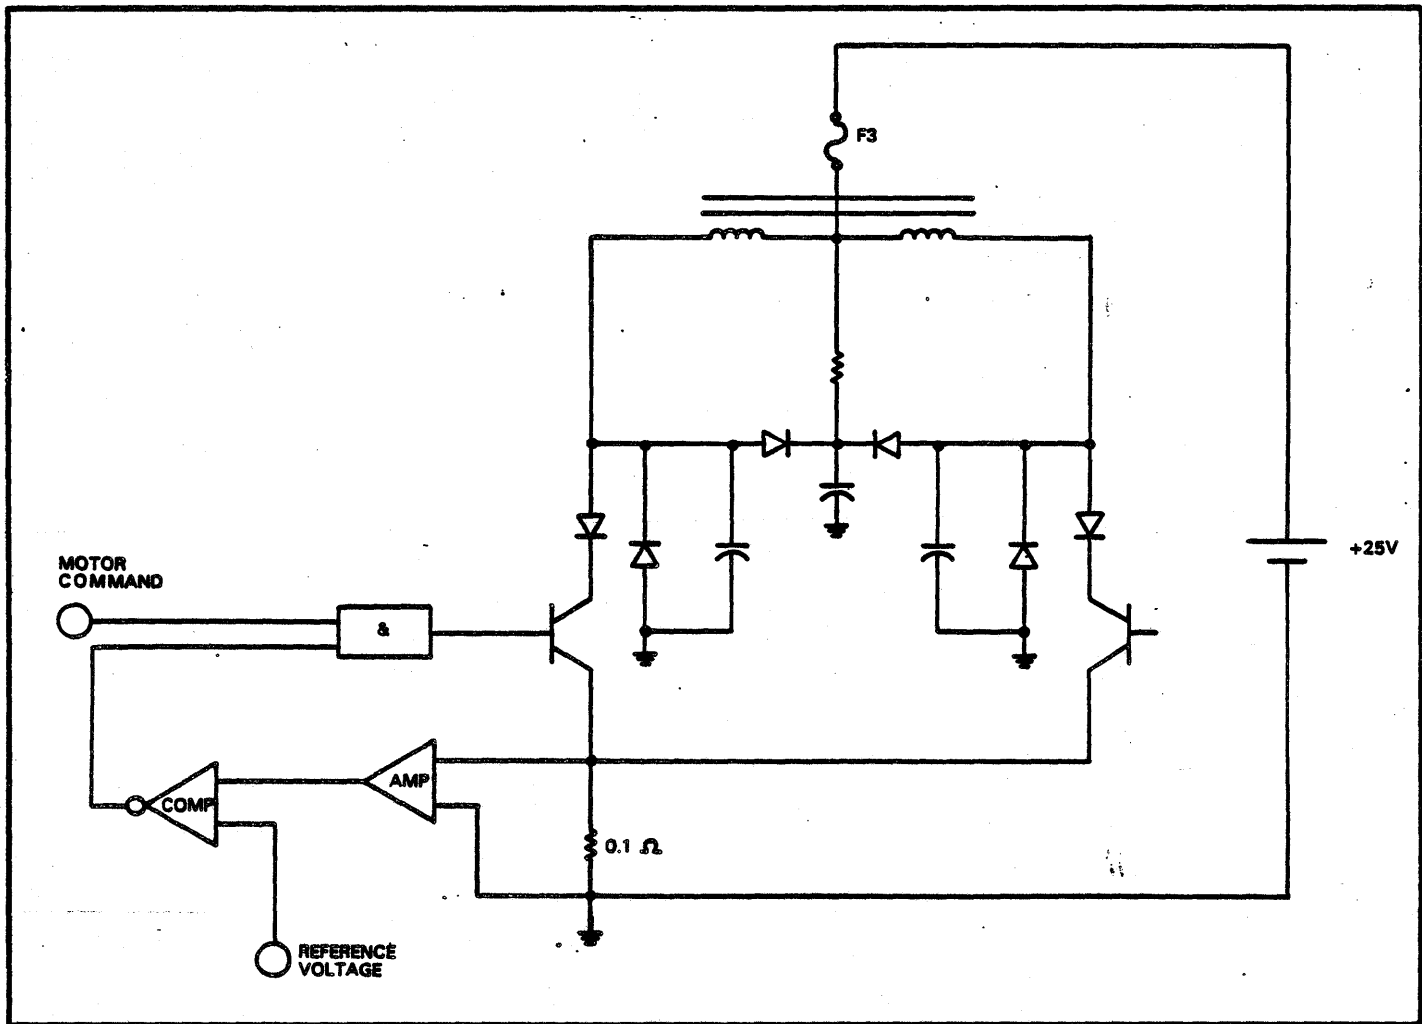 F3
+25V
MOTOR
COMMAND
&
COMP
AMP
0.1 Ω
REFERENCE
VOLTAGE